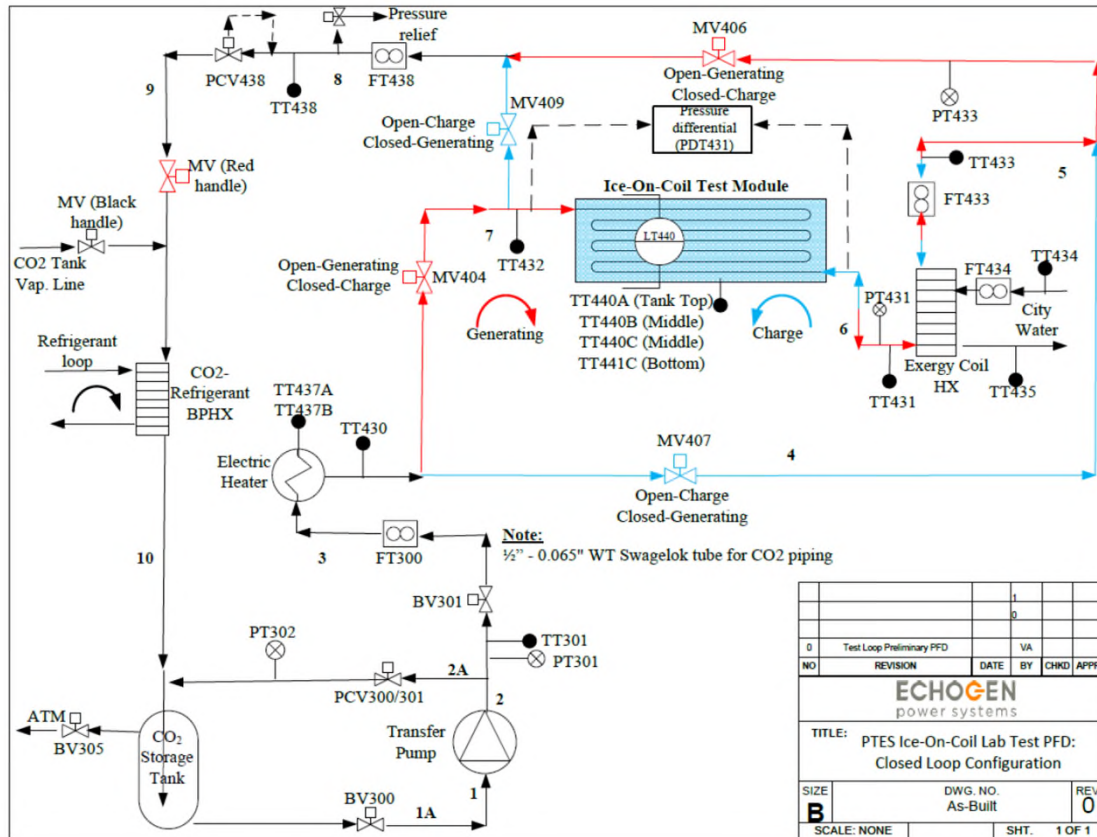 Pressure
relief
PCV438
8
FT438
TT438
9
MV406
Open-Generating
Closed-Charge
PT433
MV409
Open-Charge
Closed-Generating
Pressure
differential
(PDT431)
TT433
5
FT433
MV (Red
handle)
MV (Black
handle)
CO2 Tank
Vap. Line
Ice-On-Coil Test Module
LT440
7
TT432
Open-Generating
Closed-Charge
MV404
Generating
TT440A (Tank Top)
TT440B (Middle)
TT440C (Middle)
TT441C (Bottom)
Charge
6
PT431
TT431
FT434
TT434
City
Water
Exergy Coil
HX
TT435
Refrigerant
loop
CO2-
Refrigerant
BPHX
TT437A
TT437B
TT430
Electric
Heater
MV407
4
Open-Charge
Closed-Generating
3
FT300
Note:
½” - 0.065" WT Swagelok tube for CO2 piping
10
BV301
PT302
TT301
PT301
2A
2
PCV300/301
ATM
BV305
CO2
Storage
Tank
Transfer
Pump
BV300
1A
1
1
0
0 Test Loop Preliminary PFD VA
NO REVISION DATE BY CHKD APPR
ECHOGEN
power systems
TITLE: PTES Ice-On-Coil Lab Test PFD:
Closed Loop Configuration
SIZE DWG. NO. REV
B As-Built 0
SCALE: NONE SHT. 1 OF 1